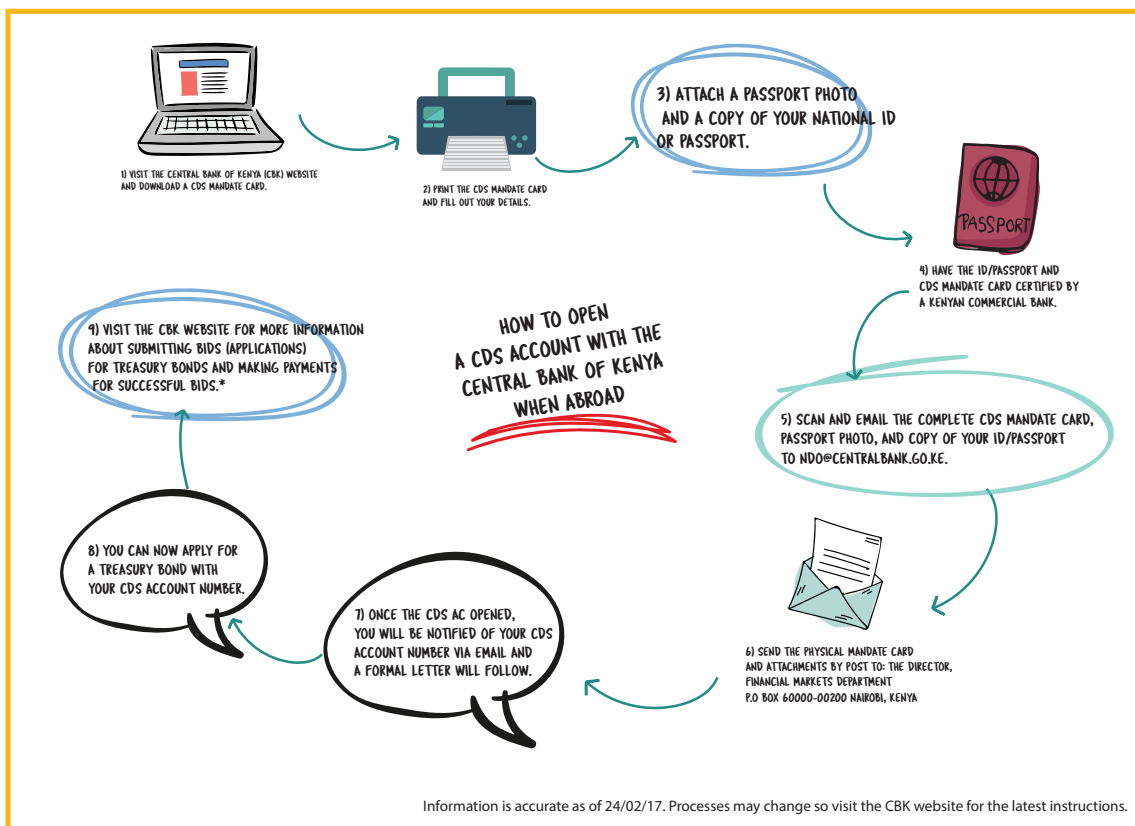 1) VISIT THE CENTRAL BANK OF KENYA (CBK) WEBSITE
AND DOWNLOAD A CDS MANDATE CARD.
2) PRINT THE CDS MANDATE CARD
AND FILL OUT YOUR DETAILS.
3) ATTACH A PASSPORT PHOTO
AND A COPY OF YOUR NATIONAL ID
OR PASSPORT.
PASSPORT
4) HAVE THE ID/PASSPORT AND
CDS MANDATE CARD CERTIFIED BY
A KENYAN COMMERCIAL BANK.
HOW TO OPEN
A CDS ACCOUNT WITH THE
CENTRAL BANK OF KENYA
WHEN ABROAD
5) SCAN AND EMAIL THE COMPLETE CDS MANDATE CARD,
PASSPORT PHOTO, AND COPY OF YOUR ID/PASSPORT
TO NDO@CENTRALBANK.GO.KE.
6) SEND THE PHYSICAL MANDATE CARD
AND ATTACHMENTS BY POST TO: THE DIRECTOR,
FINANCIAL MARKETS DEPARTMENT
P.O BOX 60000-00200 NAIROBI, KENYA
7) ONCE THE CDS AC OPENED,
YOU WILL BE NOTIFIED OF YOUR CDS
ACCOUNT NUMBER VIA EMAIL AND
A FORMAL LETTER WILL FOLLOW.
8) YOU CAN NOW APPLY FOR
A TREASURY BOND WITH
YOUR CDS ACCOUNT NUMBER.
9) VISIT THE CBK WEBSITE FOR MORE INFORMATION
ABOUT SUBMITTING BIDS (APPLICATIONS)
FOR TREASURY BONDS AND MAKING PAYMENTS
FOR SUCCESSFUL BIDS.*
Information is accurate as of 24/02/17. Processes may change so visit the CBK website for the latest instructions.